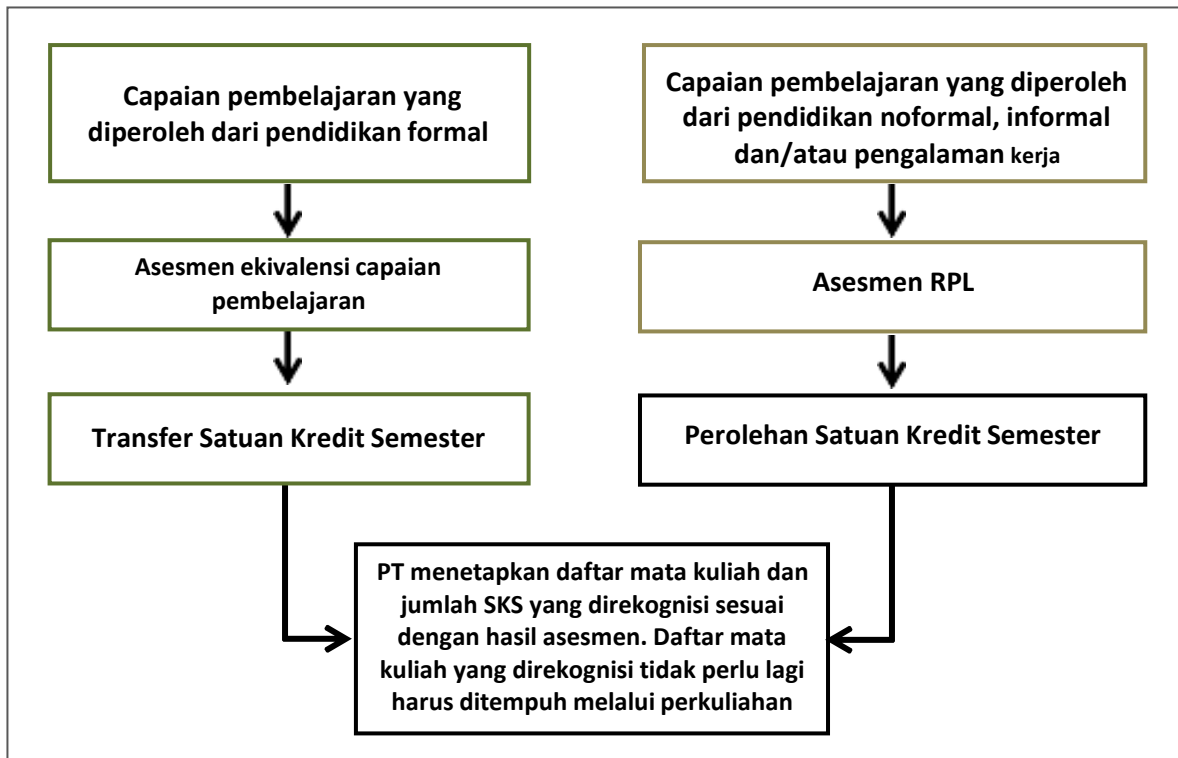 Capaian pembelajaran yang
diperoleh dari pendidikan formal
Asesmen ekivalensi capaian
pembelajaran
Transfer Satuan Kredit Semester
Capaian pembelajaran yang diperoleh
dari pendidikan noformal, informal
dan/atau pengalaman kerja
Asesmen RPL
Perolehan Satuan Kredit Semester
PT menetapkan daftar mata kuliah dan
jumlah SKS yang direkognisi sesuai
dengan hasil asesmen. Daftar mata
kuliah yang direkognisi tidak perlu lagi
harus ditempuh melalui perkuliahan